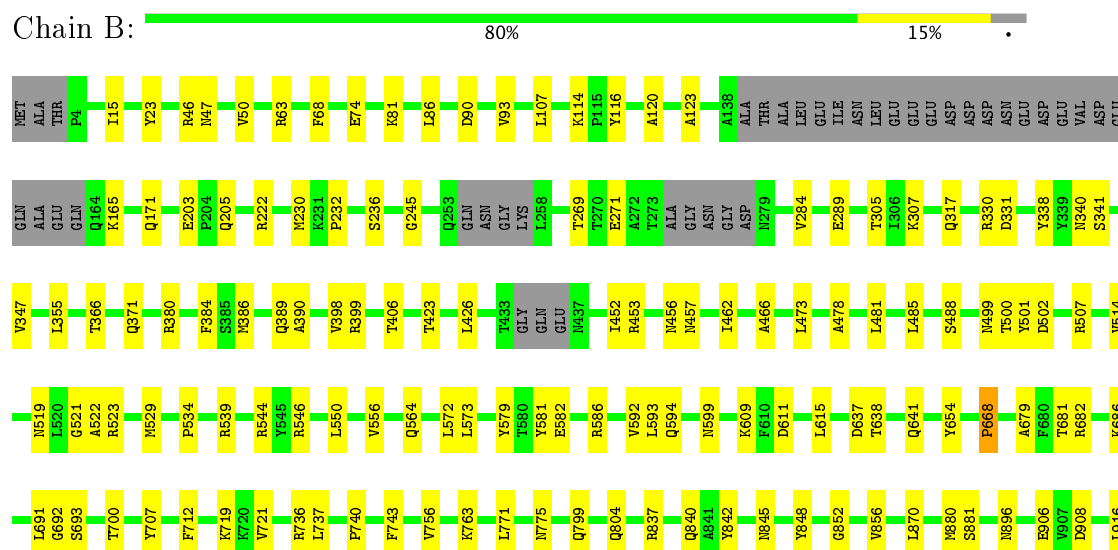 Chain B:
80% 15% •
MET ALA THR P4 I15 Y23 R46 N47 V50 R63 F68 E74 K81 L86 D90 V93 L107 K114 P115 Y116 A120 A123 A138 ALA THR ALA LEU GLU ILE ASN LEU GLU GLU GLU ASP ASP ASP ASN GLU ASP GLU VAL ASP GLU
GLN ALA GLU GLN Q164 K165 Q171 E203 P204 Q205 R222 M230 K231 P232 S236 G245 Q253 GLN ASN GLY LYS L258 T269 T270 E271 A272 T273 ALA GLY ASN GLY ASP N279 V284 E289 T305 I306 K307 Q317 R330 D331 Y338 Y339 N340 S341
V347 L355 T366 Q371 R380 F384 S385 M386 Q389 A390 V398 R399 T406 T423 L426 T433 GLY GLN GLU N437 I452 R453 N456 N457 I462 A466 L473 A478 L481 L485 S488 N499 T500 Y501 D502 R507 V514
N519 L520 G521 A522 R523 M529 P534 R539 R544 Y545 R546 L550 V556 Q564 L572 L573 Y579 T580 Y581 E582 R586 V592 L593 Q594 N599 K609 F610 D611 L615 D637 T638 Q641 Y654 P668 A679 F680 T681 R682 K686
L691 G692 S693 T700 Y707 F712 K719 K720 V721 R736 L737 P740 F743 V756 K763 L771 N775 Q799 Q804 R837 Q840 A841 Y842 N845 Y848 G852 V856 L870 M880 S881 N896 E906 V907 D908